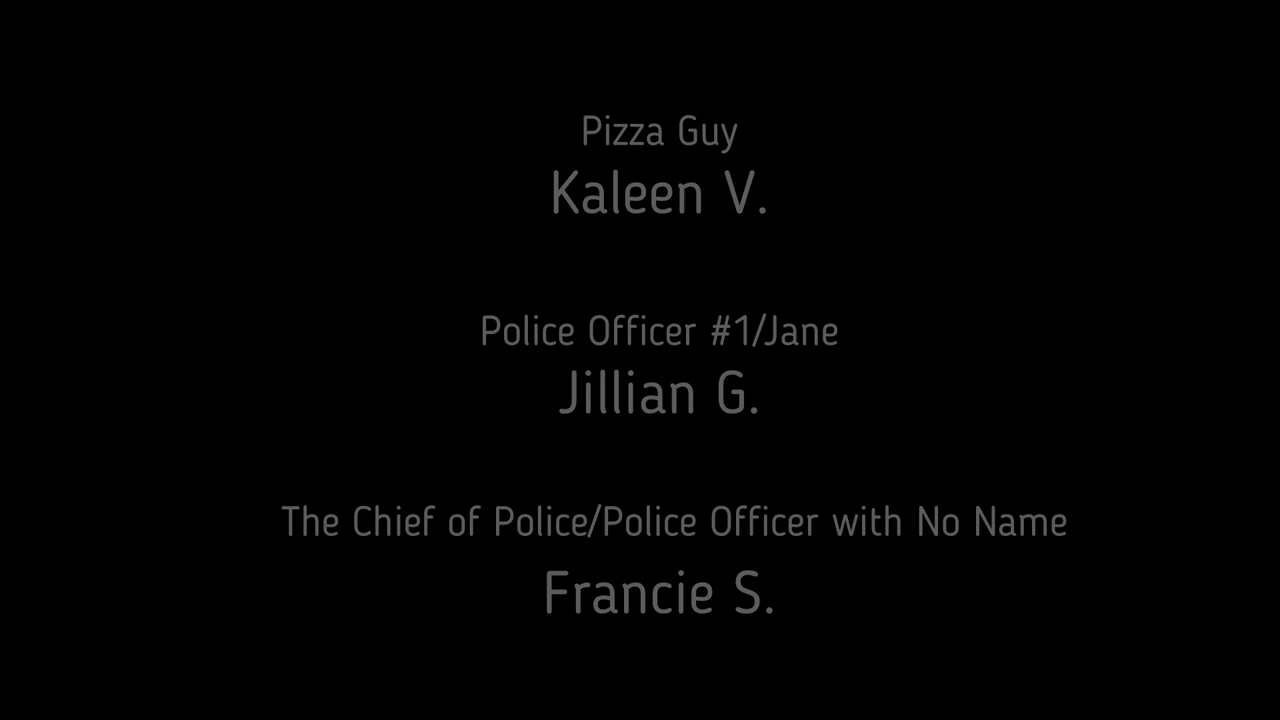 Pizza Guy
Kaleen V.
Police Officer #1/Jane
Jillian G.
The Chief of Police/Police Officer with No Name
Francie S.